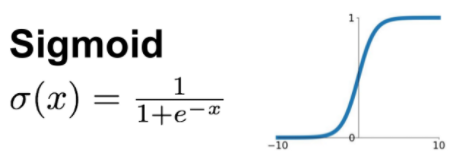 Sigmoid
σ(x) = 1/(1+e^{-x})
1
0
-10 10